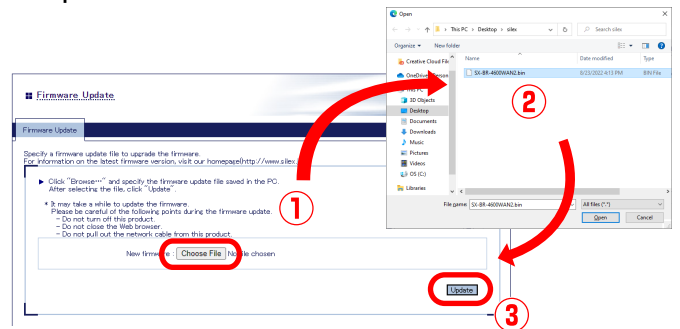 Firmware Update
Firmware Update
Specify a firmware update file to upgrade the firmware.
For information on the latest firmware version, visit our homepage(http://www.silex.
▶ Click "Browse…" and specify the firmware update file saved in the PC.
After selecting the file, click "Update".
* It may take a while to update the firmware.
Please be careful of the following points during the firmware update.
- Do not turn off this product.
- Do not close the Web browser.
- Do not pull out the network cable from this product.
New firmware : Choose File No file chosen
Update
①
Open
This PC > Desktop > silex
Search silex
Organize
New folder
Name
Date modified
Type
Creative Cloud File
SX-BR-4600WAN2.bin
8/23/2022 4:13 PM
BIN File
OneDrive - Person
This PC
3D Objects
Desktop
Documents
Downloads
Music
Pictures
Videos
OS (C:)
Libraries
②
File name: SX-BR-4600WAN2.bin
All files (*.*)
Open
Cancel
③